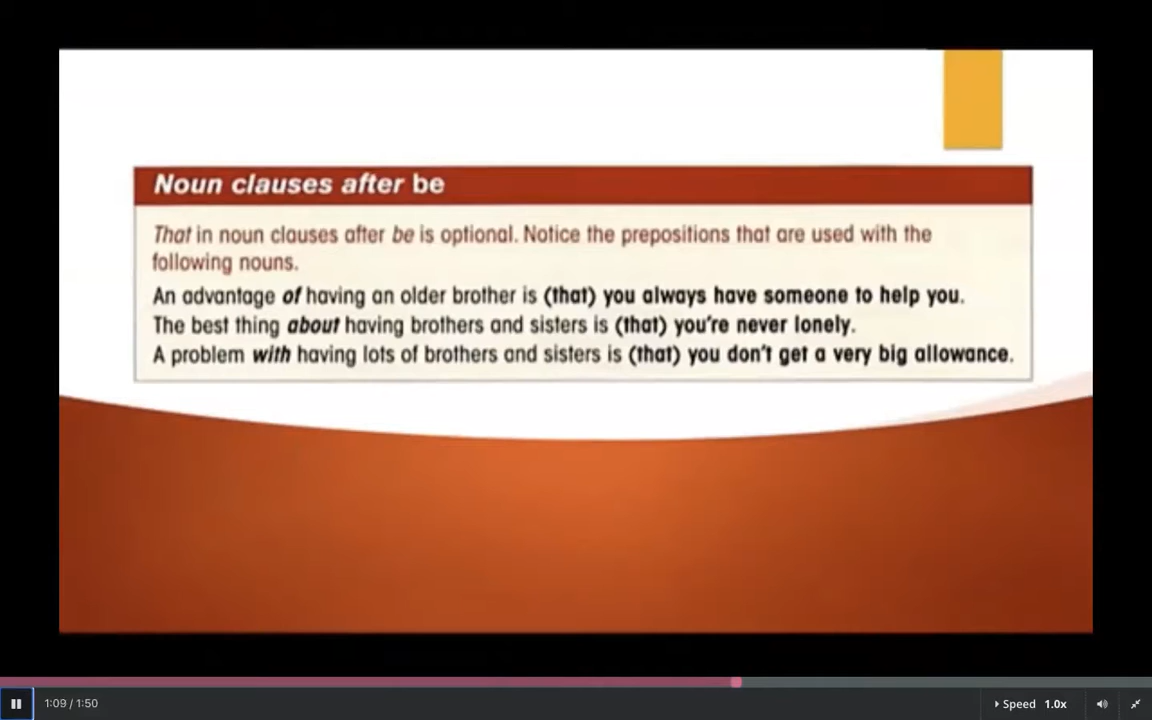 Noun clauses after be
That in noun clauses after be is optional. Notice the prepositions that are used with the
following nouns.
An advantage of having an older brother is (that) you always have someone to help you.
The best thing about having brothers and sisters is (that) you're never lonely.
A problem with having lots of brothers and sisters is (that) you don't get a very big allowance.
1:09 / 1:50
Speed 1.0x